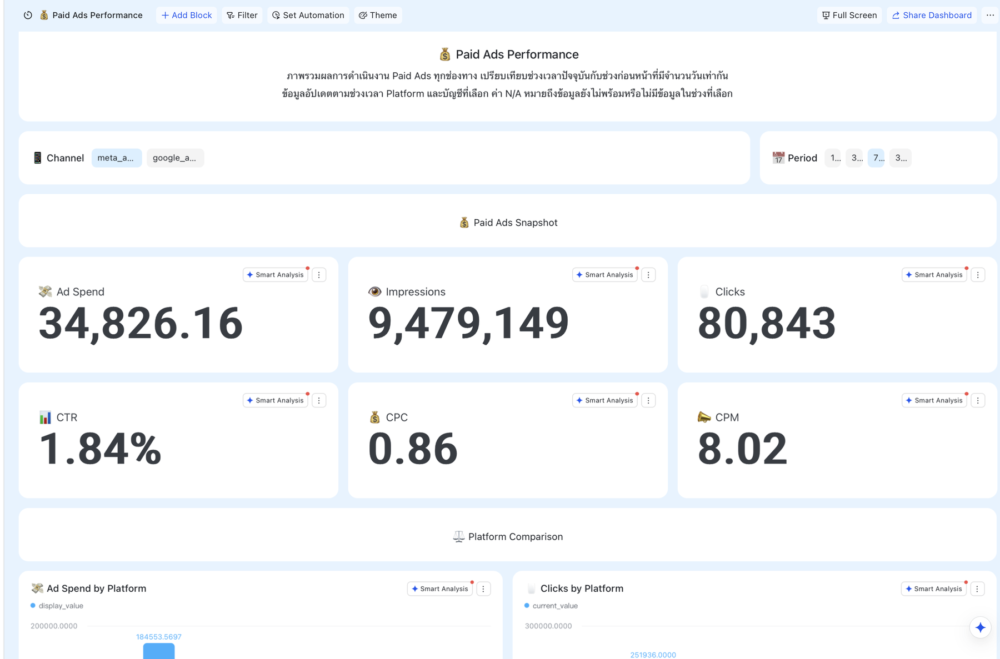 Paid Ads Performance
Add Block
Filter
Set Automation
Theme
Full Screen
Share Dashboard
Paid Ads Performance
ภาพรวมผลการดำเนินงาน Paid Ads ทุกช่องทาง เปรียบเทียบช่วงเวลาปัจจุบันกับช่วงก่อนหน้าที่มีจำนวนวันเท่ากัน
ข้อมูลอัปเดตตามช่วงเวลา Platform และบัญชีที่เลือก ค่า N/A หมายถึงข้อมูลยังไม่พร้อมหรือไม่มีข้อมูลในช่วงที่เลือก
Channel
meta_a...
google_a...
17
Period
1...
3...
7...
3...
Paid Ads Snapshot
Smart Analysis
Ad Spend
34,826.16
Smart Analysis
Impressions
9,479,149
Smart Analysis
Clicks
80,843
Smart Analysis
CTR
1.84%
Smart Analysis
CPC
0.86
Smart Analysis
CPM
8.02
Platform Comparison
Ad Spend by Platform
Smart Analysis
display_value
200000.0000
184553.5697
Clicks by Platform
Smart Analysis
current_value
300000.0000
251936.0000